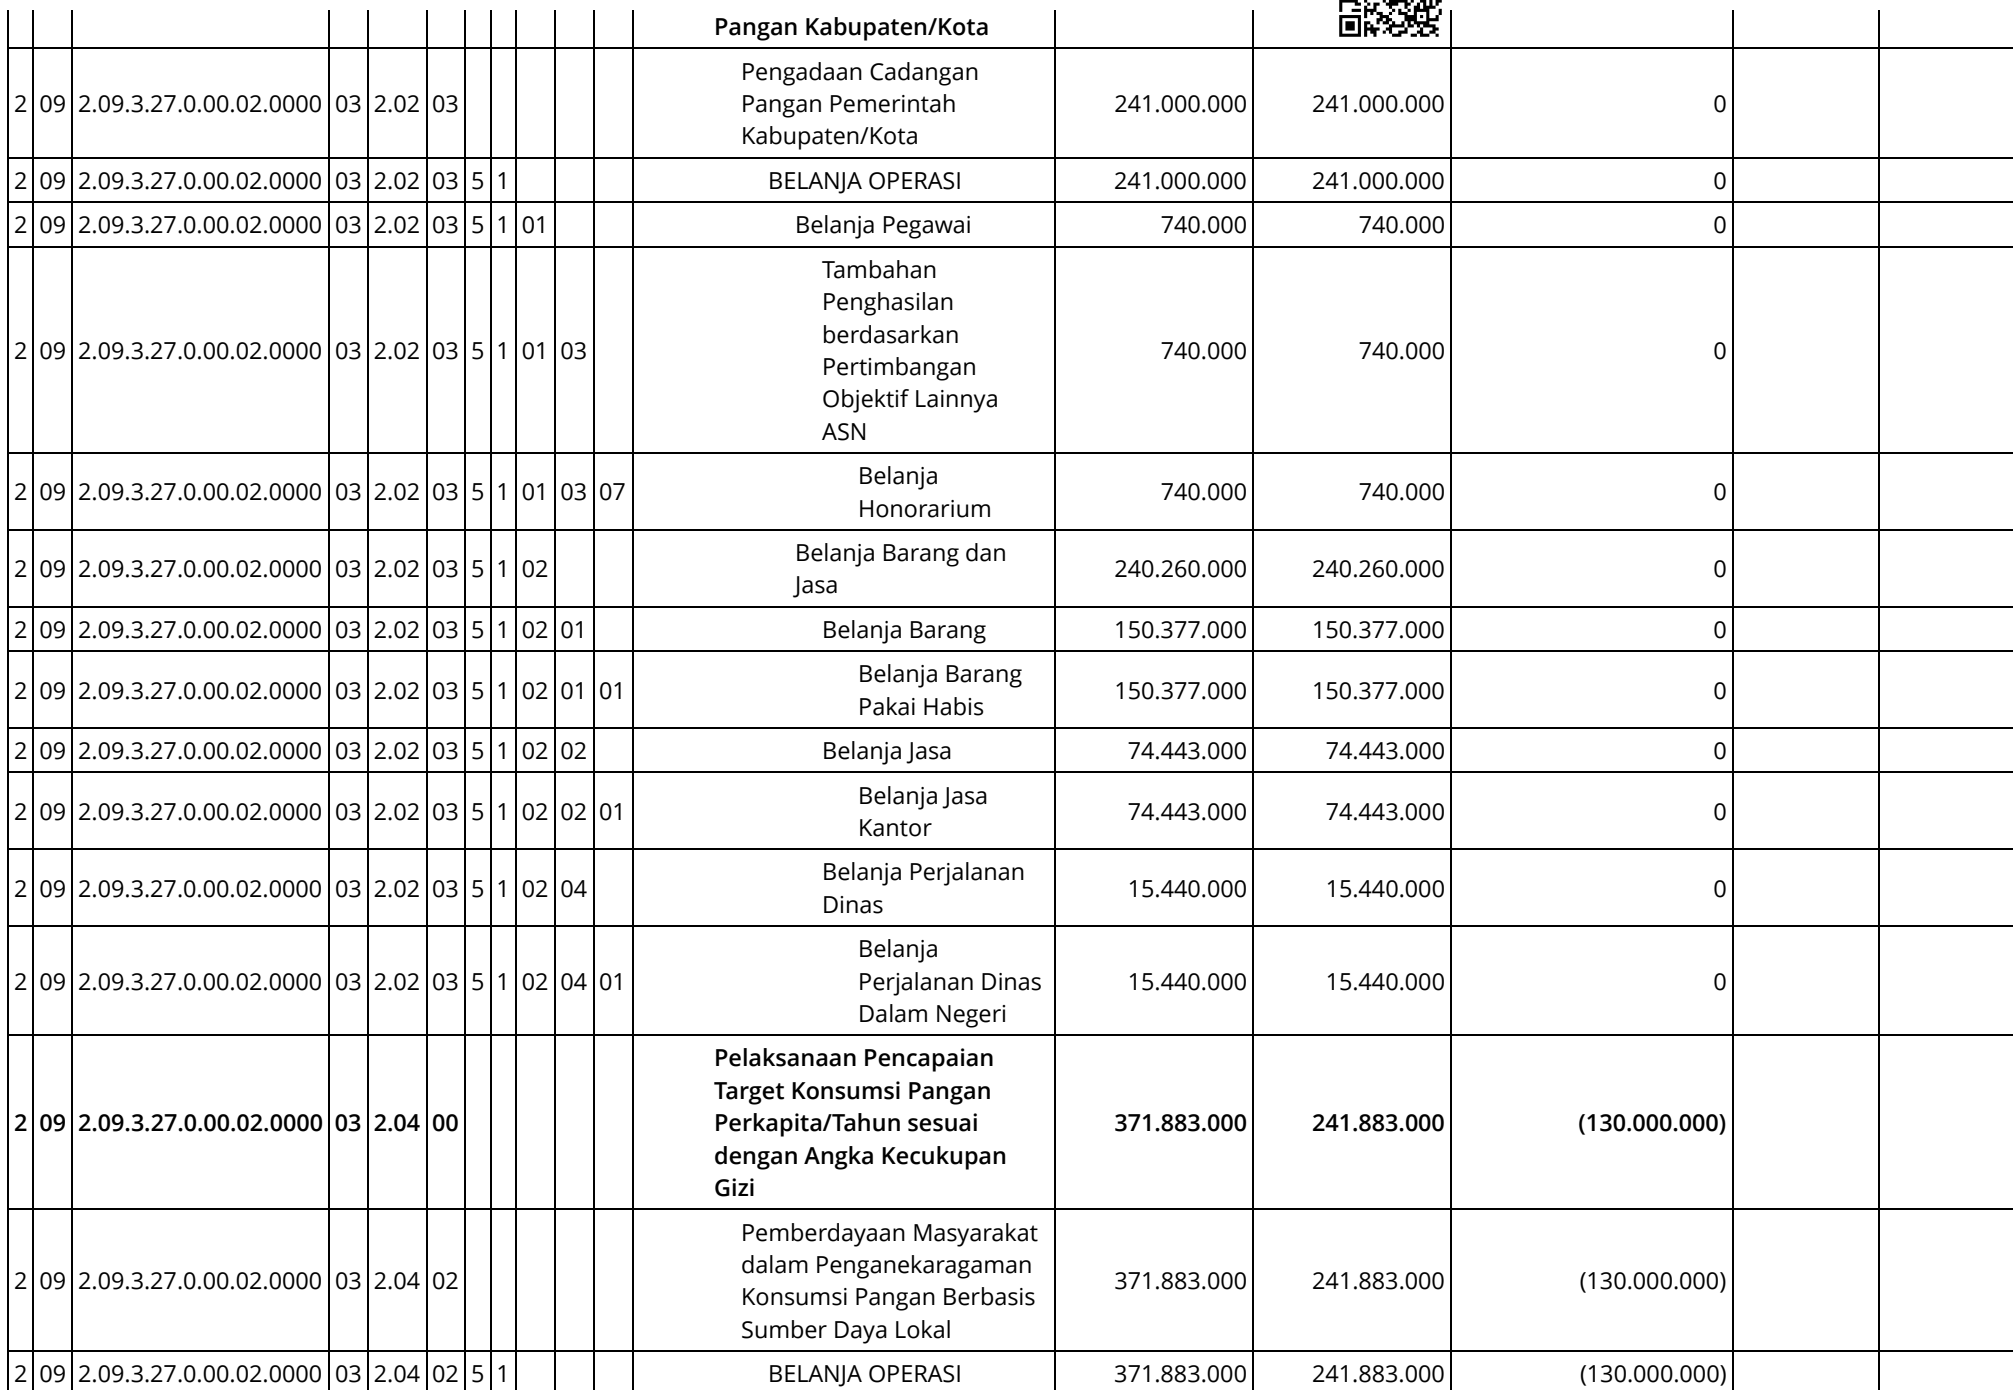 Pangan Kabupaten/Kota
2 09 2.09.3.27.0.00.02.0000 03 2.02 03 Pengadaan Cadangan
Pangan Pemerintah
Kabupaten/Kota 241.000.000 241.000.000 0
2 09 2.09.3.27.0.00.02.0000 03 2.02 03 5 1 BELANJA OPERASI 241.000.000 241.000.000 0
2 09 2.09.3.27.0.00.02.0000 03 2.02 03 5 1 01 Belanja Pegawai 740.000 740.000 0
2 09 2.09.3.27.0.00.02.0000 03 2.02 03 5 1 01 03 Tambahan
Penghasilan
berdasarkan
Pertimbangan
Objektif Lainnya
ASN 740.000 740.000 0
2 09 2.09.3.27.0.00.02.0000 03 2.02 03 5 1 01 03 07 Belanja
Honorarium 740.000 740.000 0
2 09 2.09.3.27.0.00.02.0000 03 2.02 03 5 1 02 Belanja Barang dan
Jasa 240.260.000 240.260.000 0
2 09 2.09.3.27.0.00.02.0000 03 2.02 03 5 1 02 01 Belanja Barang 150.377.000 150.377.000 0
2 09 2.09.3.27.0.00.02.0000 03 2.02 03 5 1 02 01 01 Belanja Barang
Pakai Habis 150.377.000 150.377.000 0
2 09 2.09.3.27.0.00.02.0000 03 2.02 03 5 1 02 02 Belanja Jasa 74.443.000 74.443.000 0
2 09 2.09.3.27.0.00.02.0000 03 2.02 03 5 1 02 02 01 Belanja Jasa
Kantor 74.443.000 74.443.000 0
2 09 2.09.3.27.0.00.02.0000 03 2.02 03 5 1 02 04 Belanja Perjalanan
Dinas 15.440.000 15.440.000 0
2 09 2.09.3.27.0.00.02.0000 03 2.02 03 5 1 02 04 01 Belanja
Perjalanan Dinas
Dalam Negeri 15.440.000 15.440.000 0
2 09 2.09.3.27.0.00.02.0000 03 2.04 00 Pelaksanaan Pencapaian
Target Konsumsi Pangan
Perkapita/Tahun sesuai
dengan Angka Kecukupan
Gizi 371.883.000 241.883.000 (130.000.000)
2 09 2.09.3.27.0.00.02.0000 03 2.04 02 Pemberdayaan Masyarakat
dalam Penganekaragaman
Konsumsi Pangan Berbasis
Sumber Daya Lokal 371.883.000 241.883.000 (130.000.000)
2 09 2.09.3.27.0.00.02.0000 03 2.04 02 5 1 BELANJA OPERASI 371.883.000 241.883.000 (130.000.000)